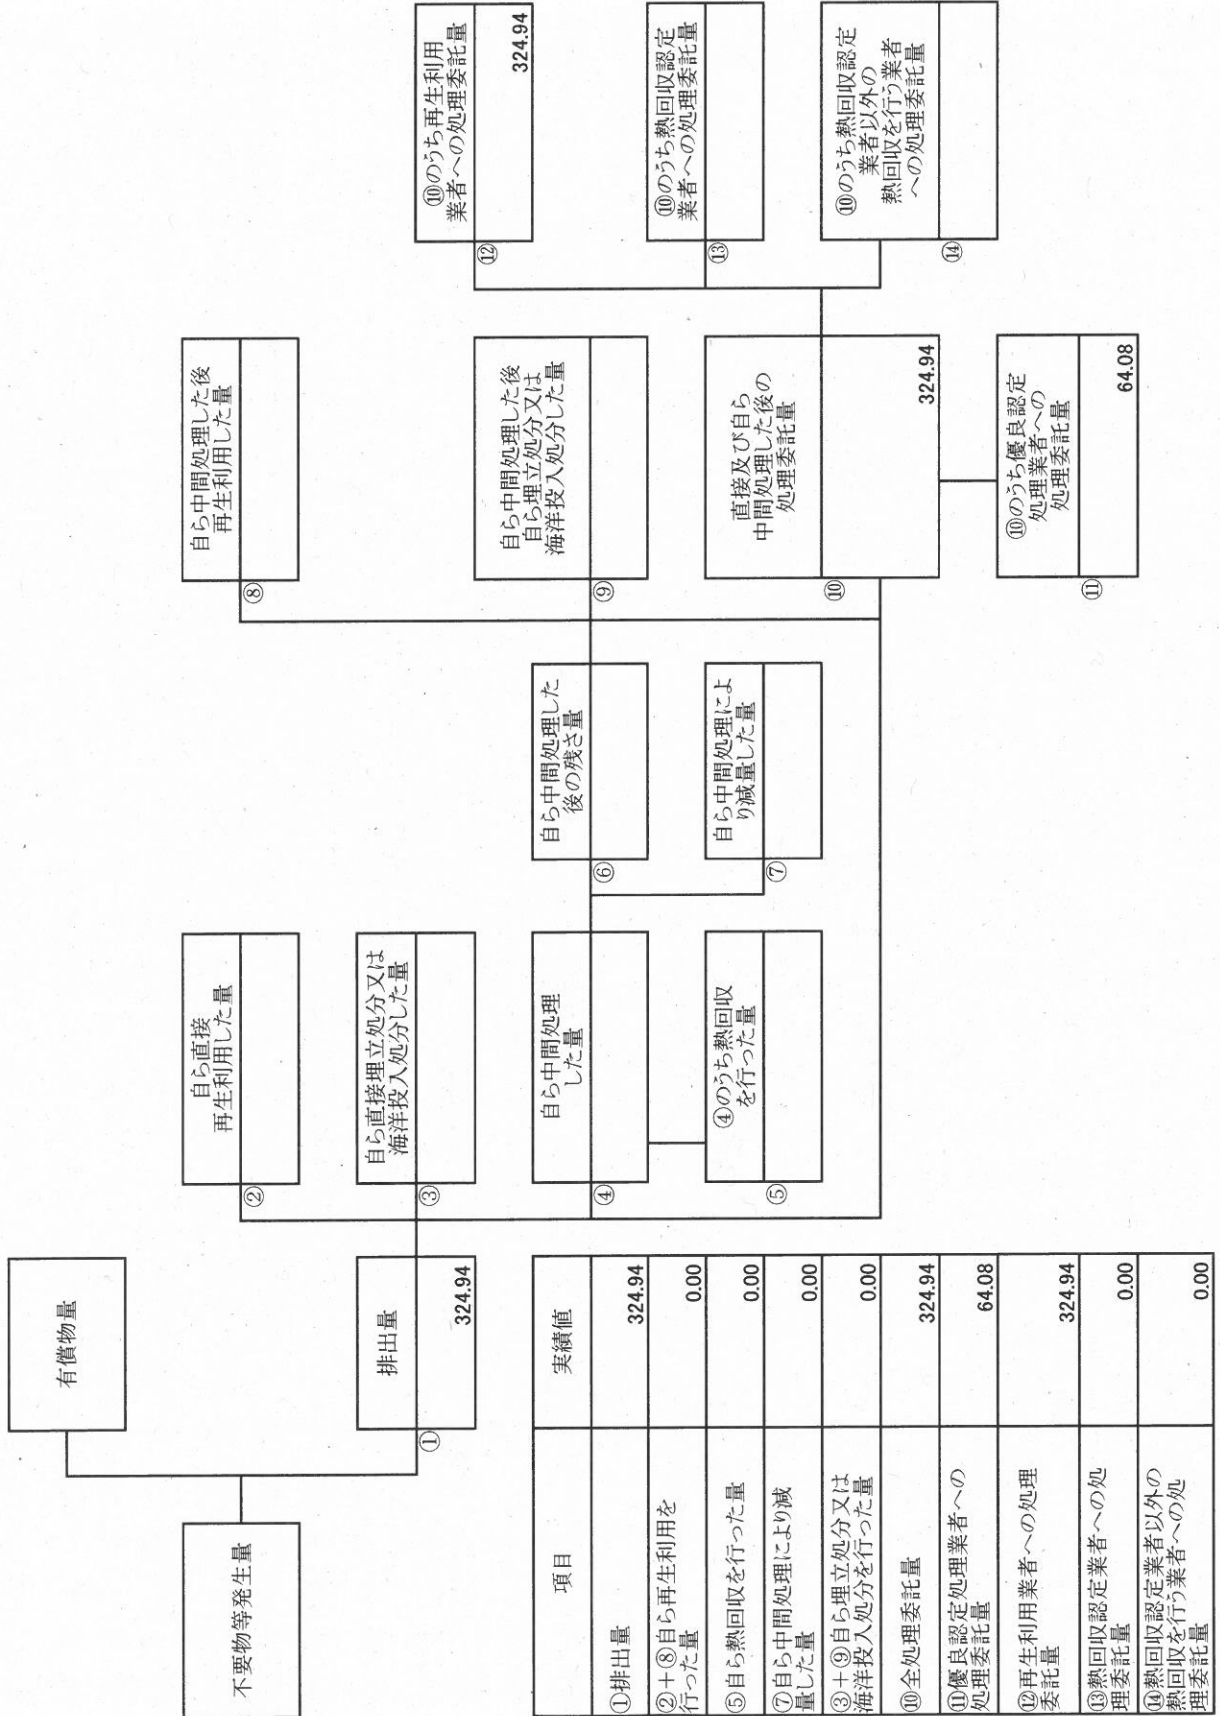 不要物等発生量
有償物量
排出量
①
324.94
自ら直接
再生利用した量
②
自ら直接埋立処分又は
海洋投入処分した量
③
自ら中間処理
した量
④
④のうち熱回収
を行った量
⑤
自ら中間処理した
後の残さ量
⑥
自ら中間処理によ
り減量した量
⑦
自ら中間処理した後
再生利用した量
⑧
自ら中間処理した後
自ら埋立処分又は
海洋投入処分した量
⑨
直接及び自ら
中間処理した後の
処理委託量
⑩
324.94
⑩のうち優良認定
処理業者への
処理委託量
⑪
64.08
⑩のうち再生利用
業者への処理委託量
⑫
324.94
⑩のうち熱回収認定
業者への処理委託量
⑬
⑩のうち熱回収認定
業者以外の
熱回収を行う業者
への処理委託量
⑭
項目
実績値
①排出量
324.94
②+⑧自ら再生利用を
行った量
0.00
⑤自ら熱回収を行った量
0.00
⑦自ら中間処理により減
量した量
0.00
③+⑨自ら埋立処分又は
海洋投入処分を行った量
0.00
⑩全処理委託量
324.94
⑪優良認定処理業者への
処理委託量
64.08
⑫再生利用業者への処理
委託量
324.94
⑬熱回収認定業者への処
理委託量
0.00
⑭熱回収認定業者以外の
熱回収を行う業者への処
理委託量
0.00